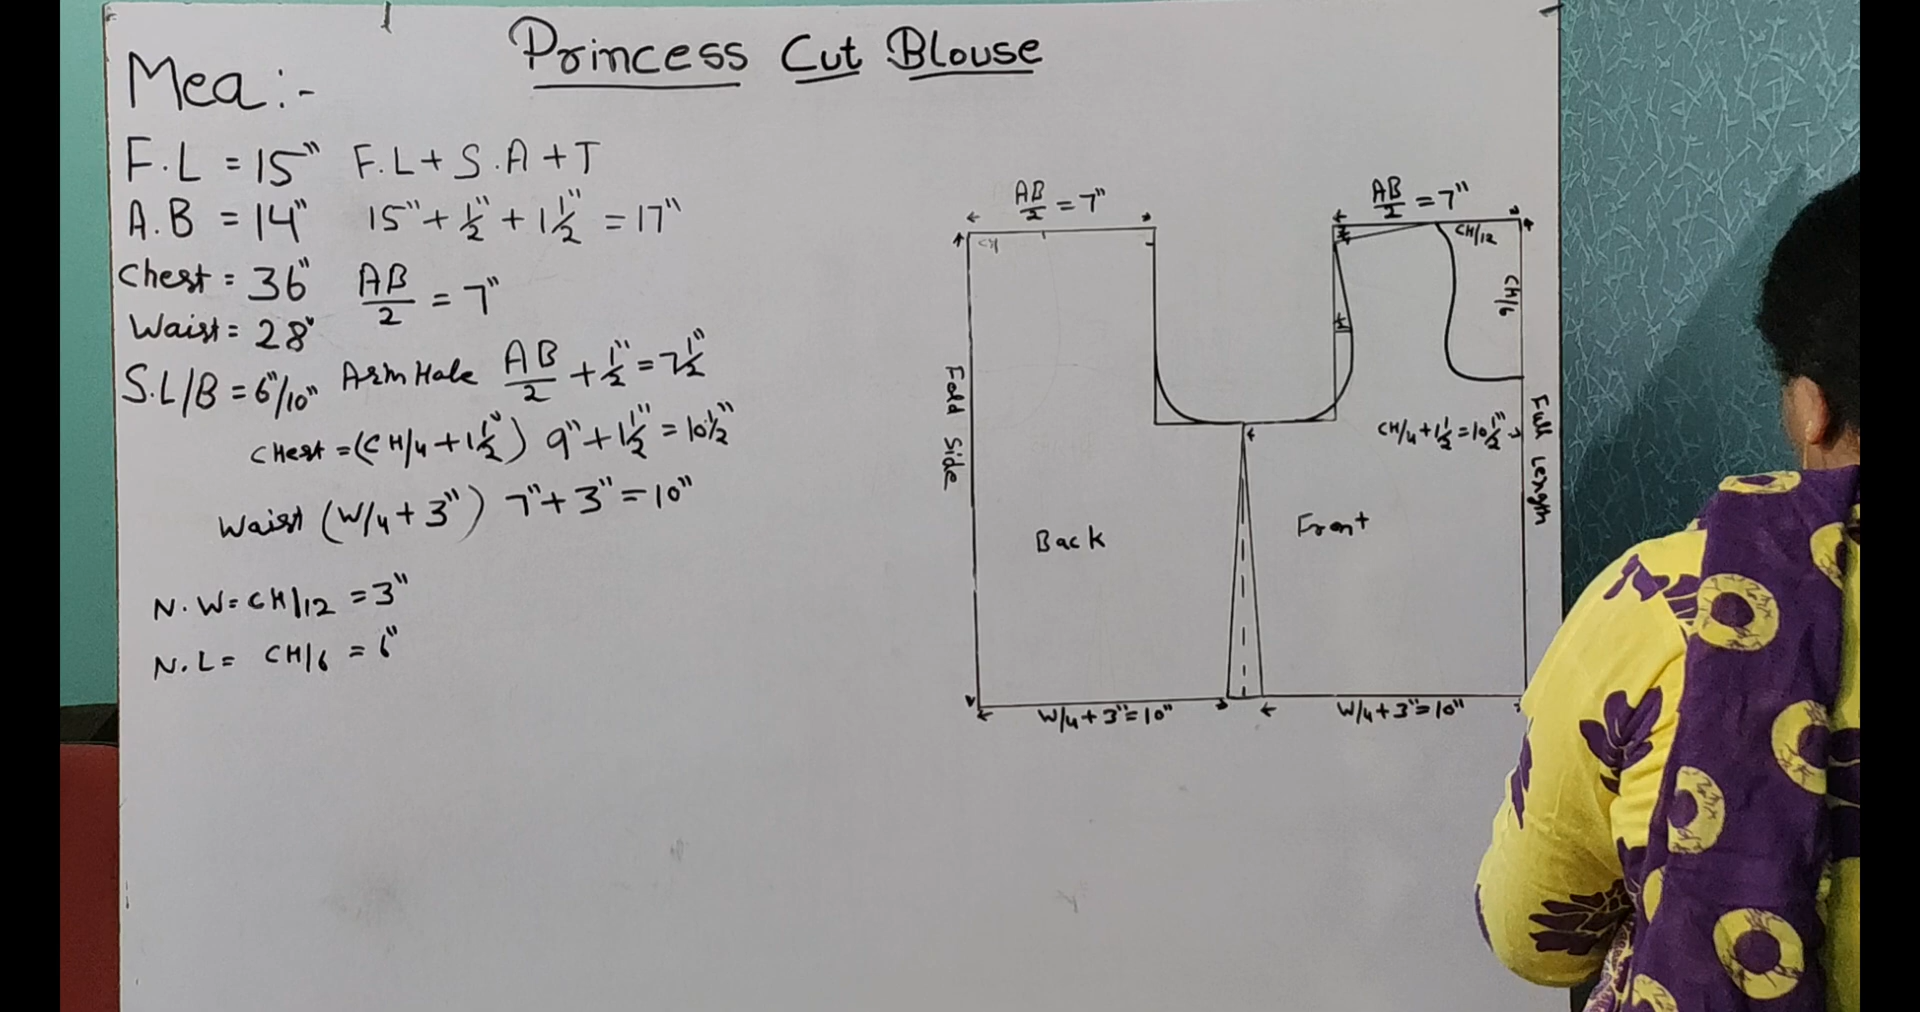 Princess Cut Blouse
Mea:-
F.L = 15" F.L + S.A + T
A.B = 14" 15" + 1/2" + 1 1/2" = 17"
Chest = 36" AB/2 = 7"
Waist = 28"
S.L/B = 6"/10" Arm Hole AB/2 + 1/2" = 7 1/2"
Chest = (CH/4 + 1 1/2") 9" + 1 1/2" = 10 1/2"
Waist (W/4 + 3") 7" + 3" = 10"
N.W = CH/12 = 3"
N.L = CH/6 = 6"
AB/2 = 7"
AB/2 = 7"
CH/12
CH/6
Fold Side
CH/4 + 1 1/2 = 10 1/2"
Full Length
Back
Front
W/4 + 3" = 10"
W/4 + 3" = 10"